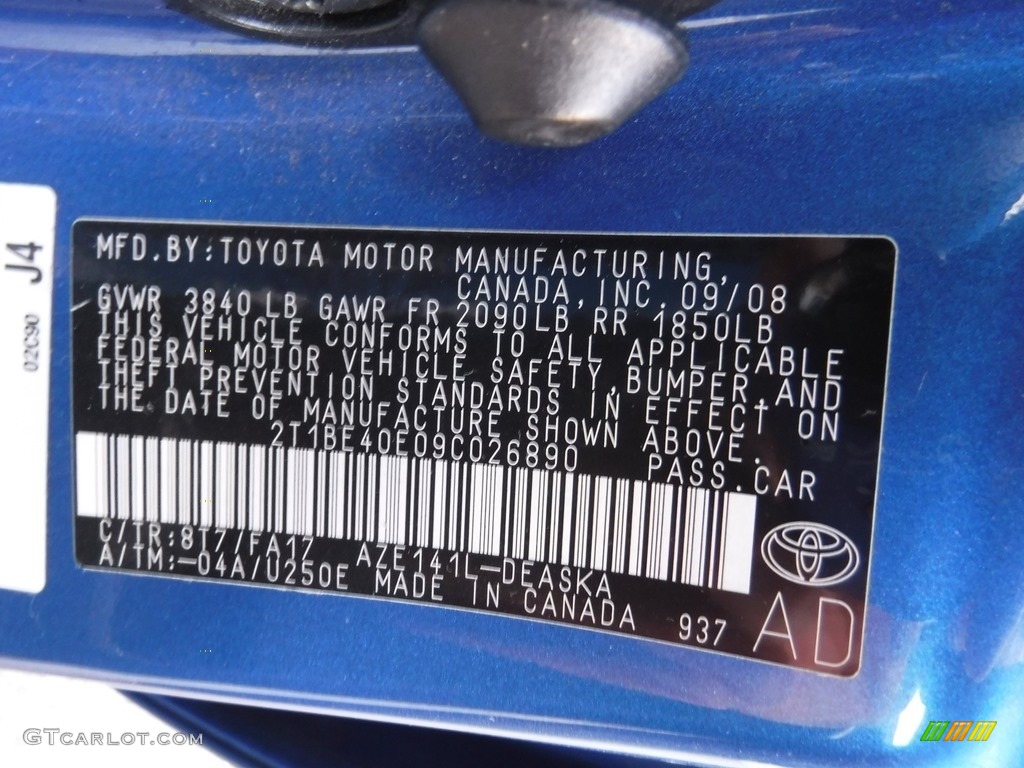 MFD.BY:TOYOTA MOTOR MANUFACTURING,
CANADA,INC.09/08
GVWR 3840 LB GAWR FR 2090LB RR 1850LB
THIS VEHICLE CONFORMS TO ALL APPLICABLE
FEDERAL MOTOR VEHICLE SAFETY,BUMPER,AND
THEFT PREVENTION STANDARDS IN EFFECT ON
THE DATE OF MANUFACTURE SHOWN ABOVE.
2T1BE40E09C026890 PASS.CAR
C/TR:8T77/FA17 AZE141L-DEASKA
A/TM:-04A/U250E MADE IN CANADA 937
AD
J4
02C90
GTcarlot.com